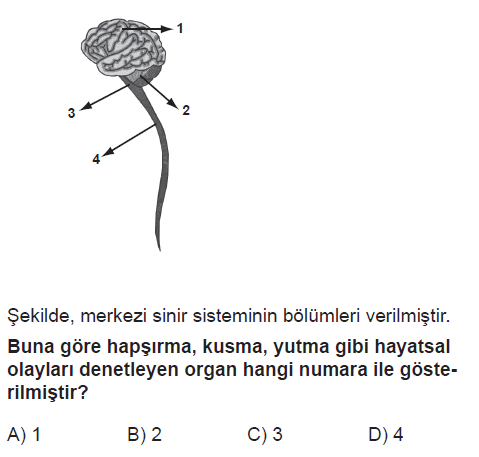 1
2
3
4
Şekilde, merkezi sinir sisteminin bölümleri verilmiştir.
Buna göre hapşırma, kusma, yutma gibi hayatsal
olayları denetleyen organ hangi numara ile göste-
rilmiştir?
A) 1 B) 2 C) 3 D) 4